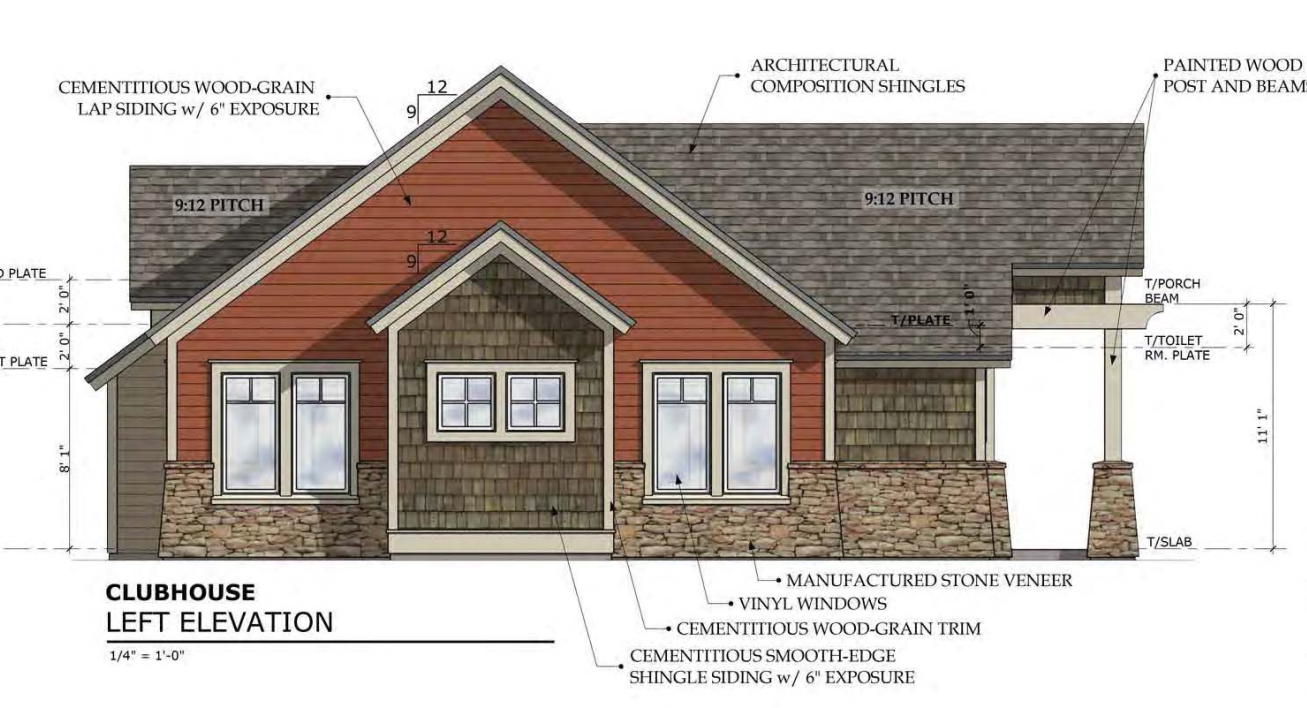 ARCHITECTURAL
COMPOSITION SHINGLES
PAINTED WOOD
POST AND BEAMS
CEMENTITIOUS WOOD-GRAIN
LAP SIDING w/ 6" EXPOSURE
12
9
9:12 PITCH
9:12 PITCH
12
9
PLATE
2' 0"
2' 0"
T PLATE
8' 1"
T/PLATE
1' 0"
T/PORCH
BEAM
2' 0"
T/TOILET
RM. PLATE
11' 1"
T/SLAB
CLUBHOUSE
LEFT ELEVATION
1/4" = 1'-0"
MANUFACTURED STONE VENEER
VINYL WINDOWS
CEMENTITIOUS WOOD-GRAIN TRIM
CEMENTITIOUS SMOOTH-EDGE
SHINGLE SIDING w/ 6" EXPOSURE